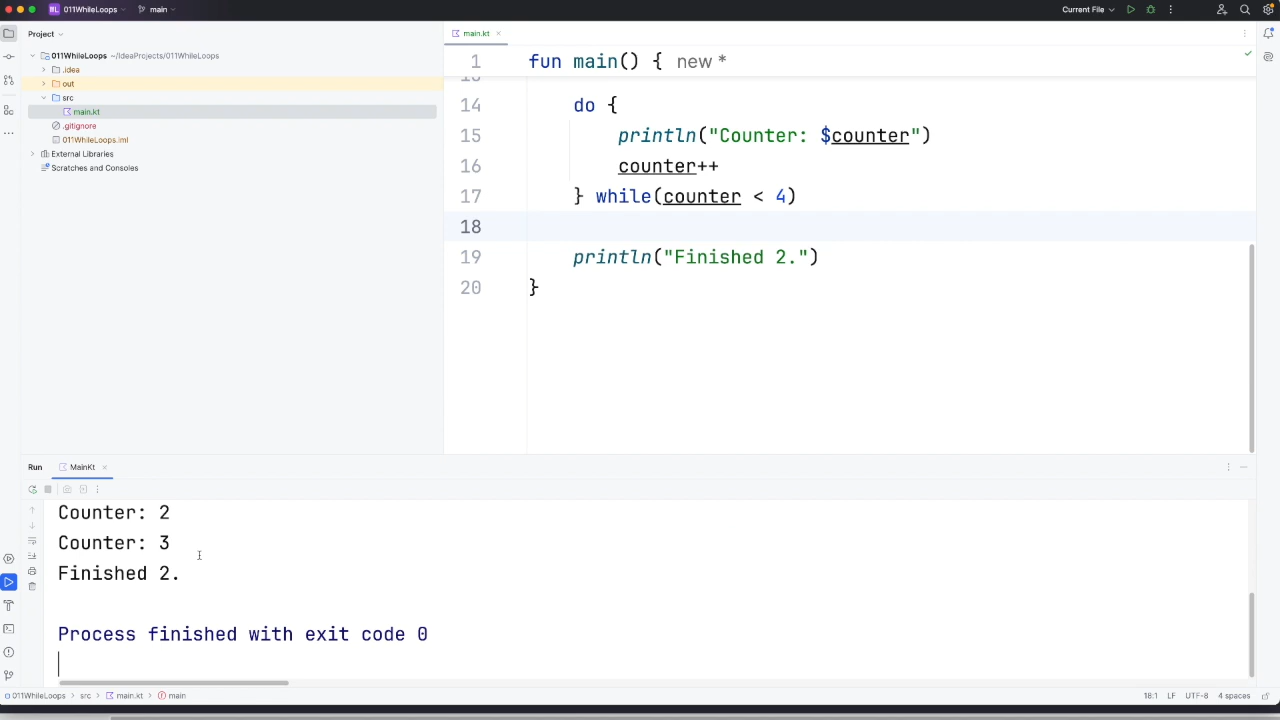 011WhileLoops
main
Current File
Project
main.kt
011WhileLoops ~/IdeaProjects/011WhileLoops
.idea
out
src
main.kt
.gitignore
011WhileLoops.iml
External Libraries
Scratches and Consoles
1 fun main() { new *
14 do {
15 println("Counter: $counter")
16 counter++
17 } while(counter < 4)
18
19 println("Finished 2.")
20 }
Run MainKt
Counter: 2
Counter: 3
Finished 2.
Process finished with exit code 0
011WhileLoops > src > main.kt > main
18:1 LF UTF-8 4 spaces